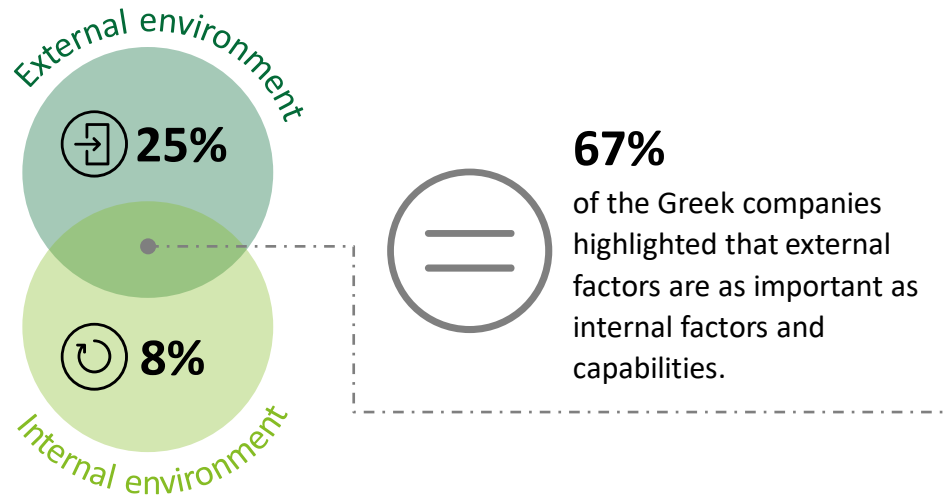 External environment
25%
8%
Internal environment
67%
of the Greek companies
highlighted that external
factors are as important as
internal factors and
capabilities.